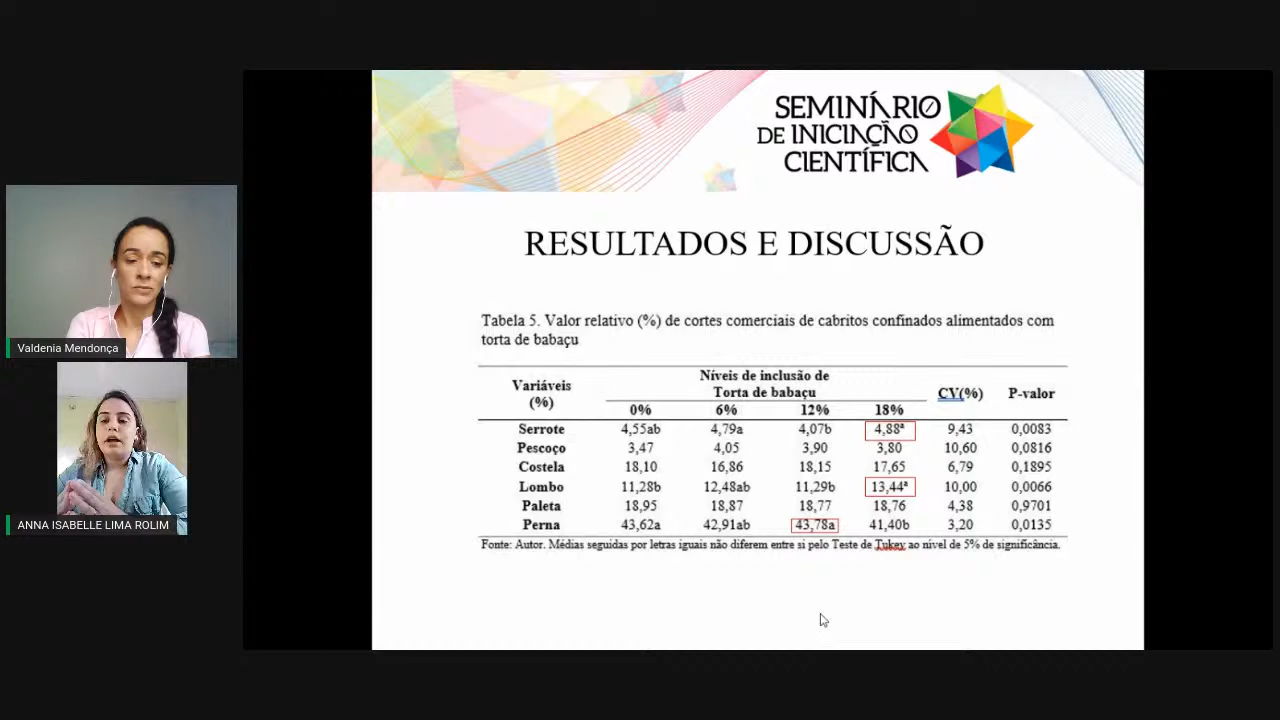 SEMINÁRIO
DE INICIAÇÃO
CIENTÍFICA
RESULTADOS E DISCUSSÃO
Tabela 5. Valor relativo (%) de cortes comerciais de cabritos confinados alimentados com
torta de babaçu
Variáveis
(%)
Níveis de inclusão de
Torta de babaçu
CV(%) P-valor
0% 6% 12% 18%
Serrote 4,55ab 4,79a 4,07b 4,88ª 9,43 0,0083
Pescoço 3,47 4,05 3,90 3,80 10,60 0,0816
Costela 18,10 16,86 18,15 17,65 6,79 0,1895
Lombo 11,28b 12,48ab 11,29b 13,44ª 10,00 0,0066
Paleta 18,95 18,87 18,77 18,76 4,38 0,9701
Perna 43,62a 42,91ab 43,78a 41,40b 3,20 0,0135
Fonte: Autor. Médias seguidas por letras iguais não diferem entre si pelo Teste de Tukey ao nível de 5% de significância.
Valdenia Mendonça
ANNA ISABELLE LIMA ROLIM